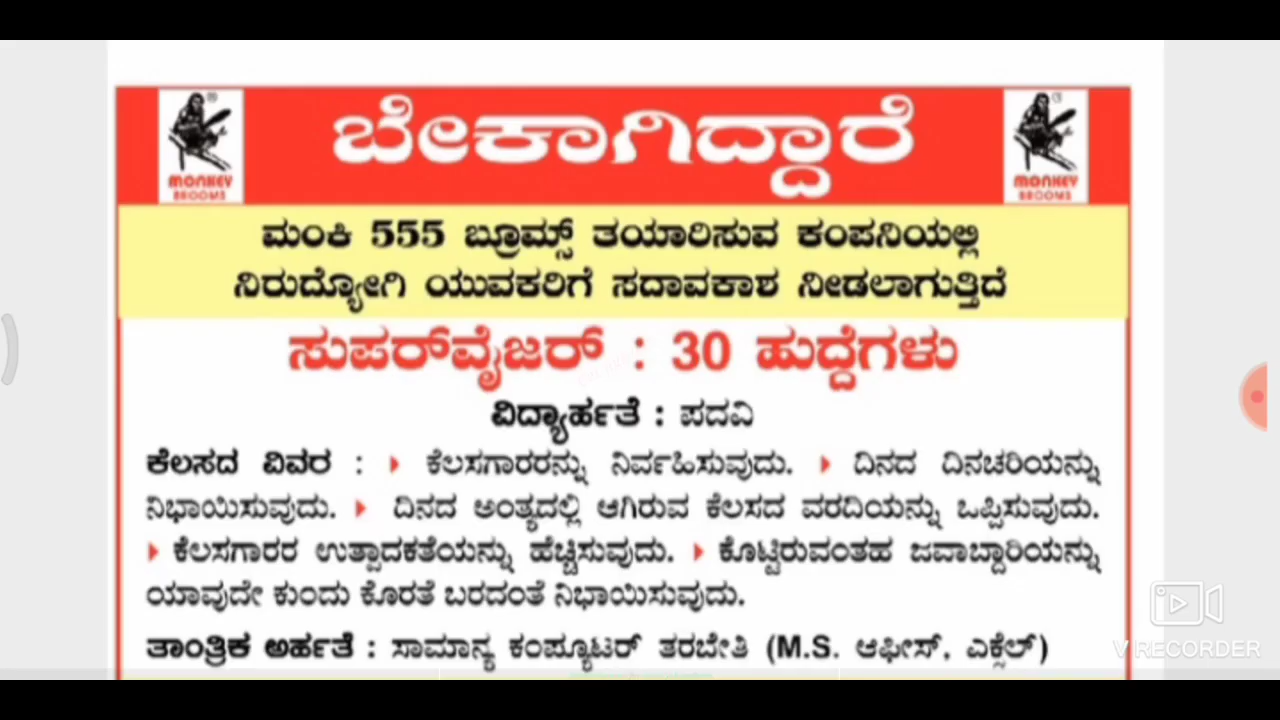 ಬೇಕಾಗಿದ್ದಾರೆ
MONKEY
BROOMS
MONKEY
BROOMS
ಮಂಕಿ 555 ಬ್ರೂಮ್ಸ್ ತಯಾರಿಸುವ ಕಂಪನಿಯಲ್ಲಿ
ನಿರುದ್ಯೋಗಿ ಯುವಕರಿಗೆ ಸದಾವಕಾಶ ನೀಡಲಾಗುತ್ತಿದೆ
ಸುಪರ್‌ವೈಜರ್ : 30 ಹುದ್ದೆಗಳು
ವಿದ್ಯಾರ್ಹತೆ : ಪದವಿ
ಕೆಲಸದ ವಿವರ : ಕೆಲಸಗಾರರನ್ನು ನಿರ್ವಹಿಸುವುದು. ದಿನದ ದಿನಚರಿಯನ್ನು
ನಿಭಾಯಿಸುವುದು. ದಿನದ ಅಂತ್ಯದಲ್ಲಿ ಆಗಿರುವ ಕೆಲಸದ ವರದಿಯನ್ನು ಒಪ್ಪಿಸುವುದು.
ಕೆಲಸಗಾರರ ಉತ್ಪಾದಕತೆಯನ್ನು ಹೆಚ್ಚಿಸುವುದು. ಕೊಟ್ಟಿರುವಂತಹ ಜವಾಬ್ದಾರಿಯನ್ನು
ಯಾವುದೇ ಕುಂದು ಕೊರತೆ ಬರದಂತೆ ನಿಭಾಯಿಸುವುದು.
ತಾಂತ್ರಿಕ ಅರ್ಹತೆ : ಸಾಮಾನ್ಯ ಕಂಪ್ಯೂಟರ್ ತರಬೇತಿ (M.S. ಆಫೀಸ್, ಎಕ್ಸೆಲ್)
V RECORDER